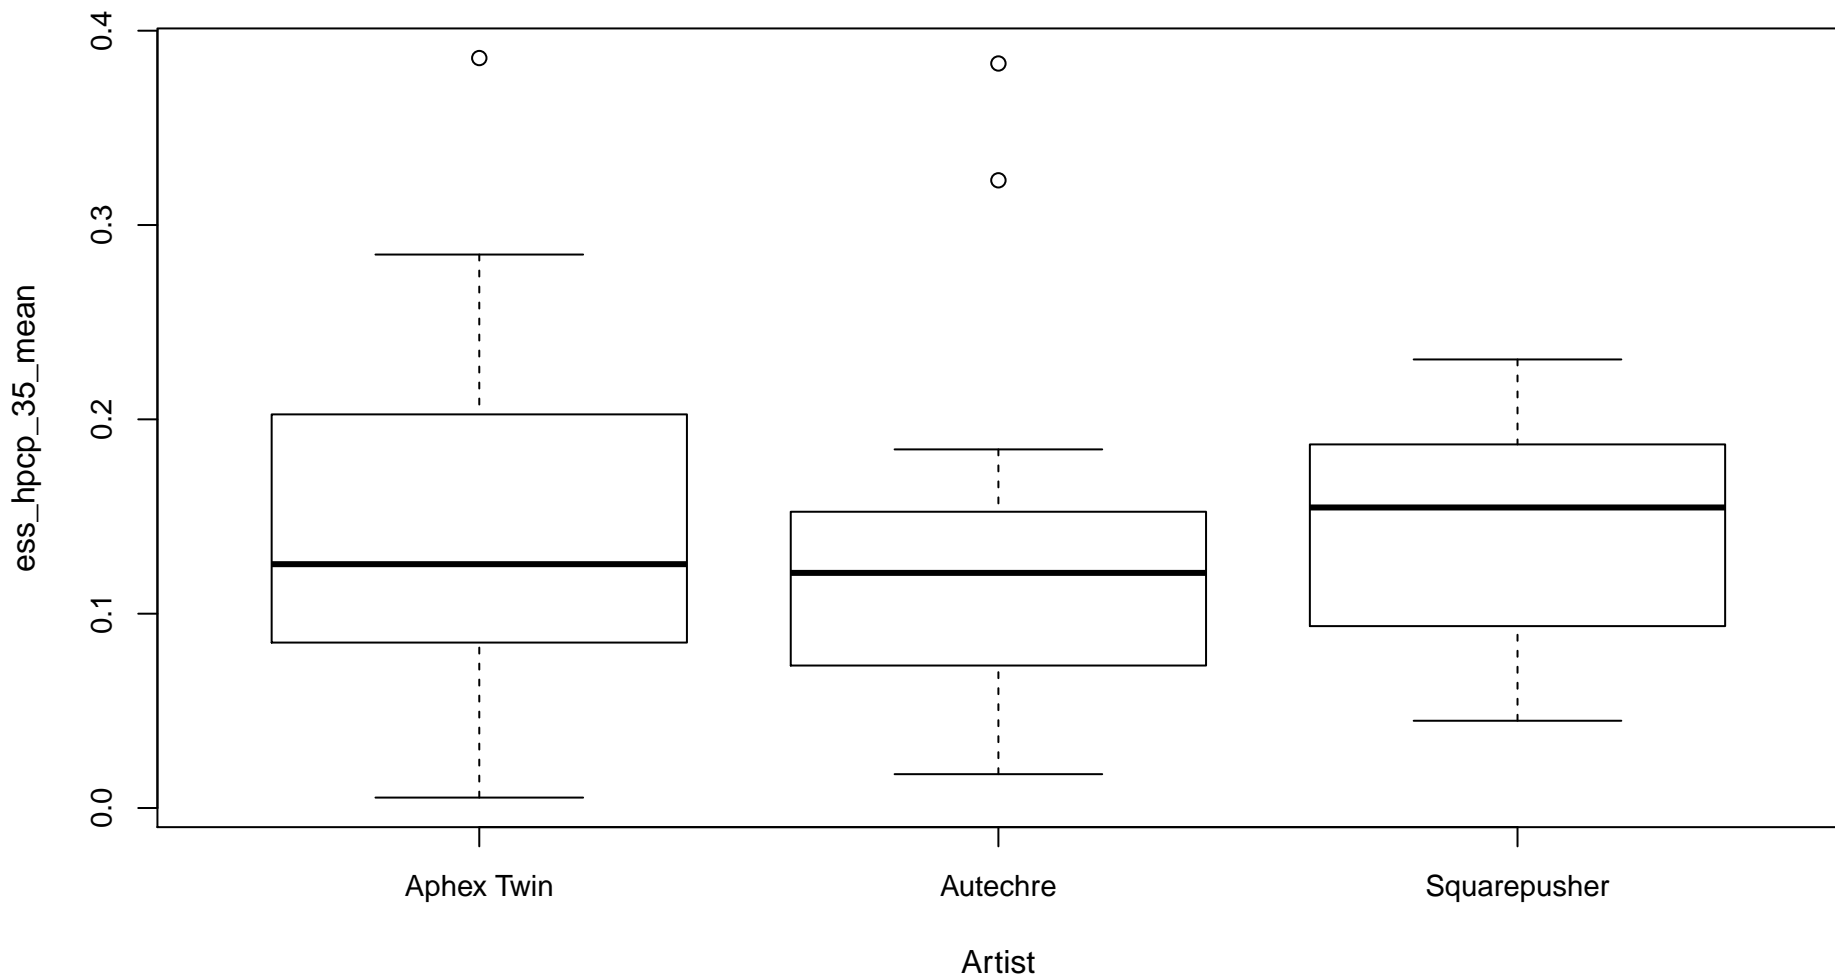 0.4
0.3
0.2
0.1
0.0
ess_hpcp_35_mean
Aphex Twin
Autechre
Squarepusher
Artist